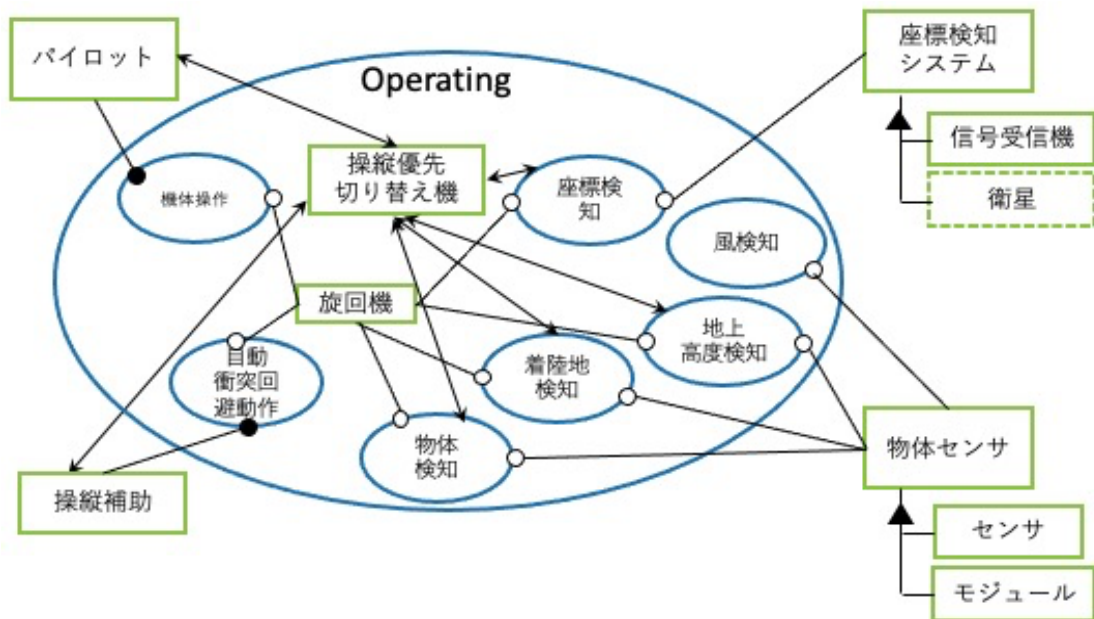 パイロット
Operating
座標検知
システム
信号受信機
衛星
操縦優先
切り替え機
座標検
知
機体操作
風検知
旋回機
地上
高度検知
自動
衝突回
避動作
着陸地
検知
物体
検知
物体センサ
操縦補助
センサ
モジュール